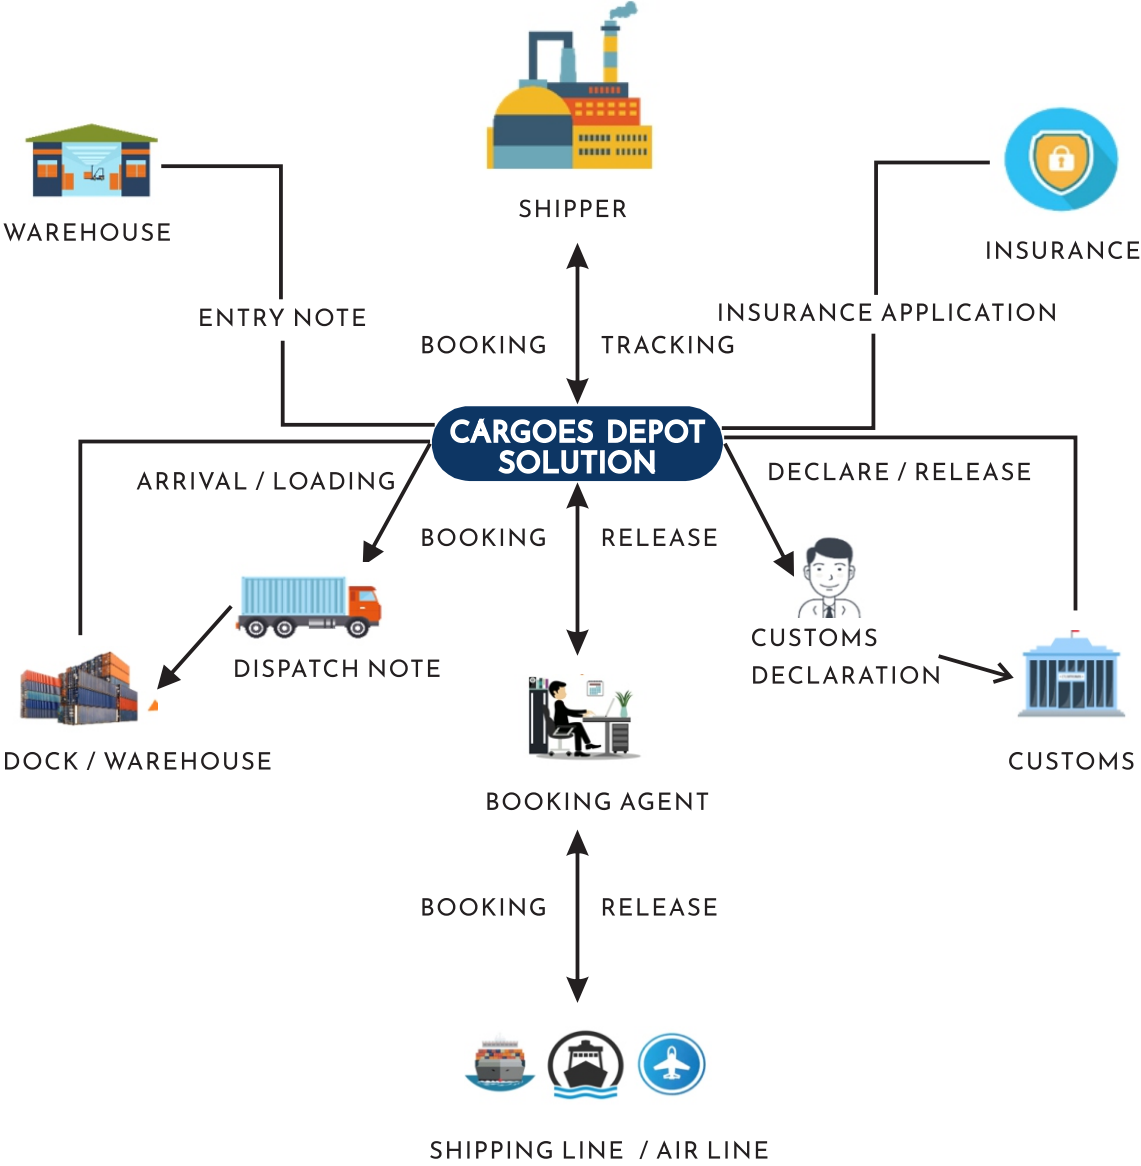 SHIPPER
WAREHOUSE
INSURANCE
ENTRY NOTE
INSURANCE APPLICATION
BOOKING
TRACKING
CARGOES DEPOT
SOLUTION
ARRIVAL / LOADING
DECLARE / RELEASE
BOOKING
RELEASE
CUSTOMS
DECLARATION
DISPATCH NOTE
DOCK / WAREHOUSE
CUSTOMS
BOOKING AGENT
BOOKING
RELEASE
SHIPPING LINE / AIR LINE